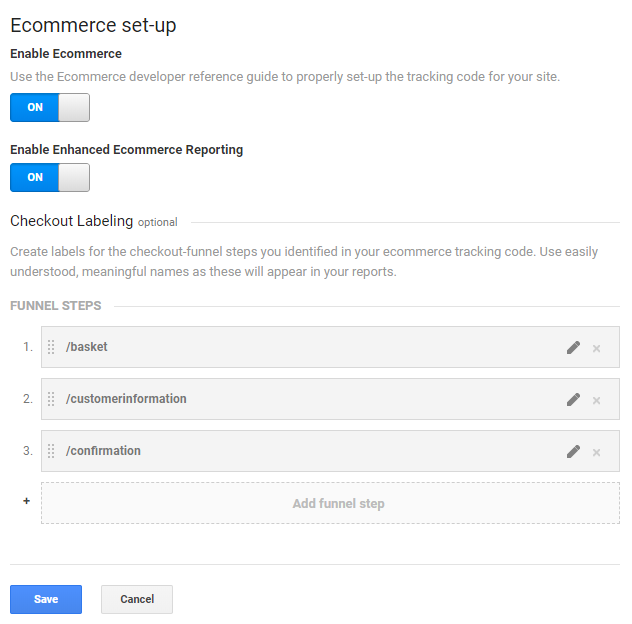 Ecommerce set-up
Enable Ecommerce
Use the Ecommerce developer reference guide to properly set-up the tracking code for your site.
ON
Enable Enhanced Ecommerce Reporting
ON
Checkout Labeling optional
Create labels for the checkout-funnel steps you identified in your ecommerce tracking code. Use easily
understood, meaningful names as these will appear in your reports.
FUNNEL STEPS
1. /basket
2. /customerinformation
3. /confirmation
+ Add funnel step
Save Cancel